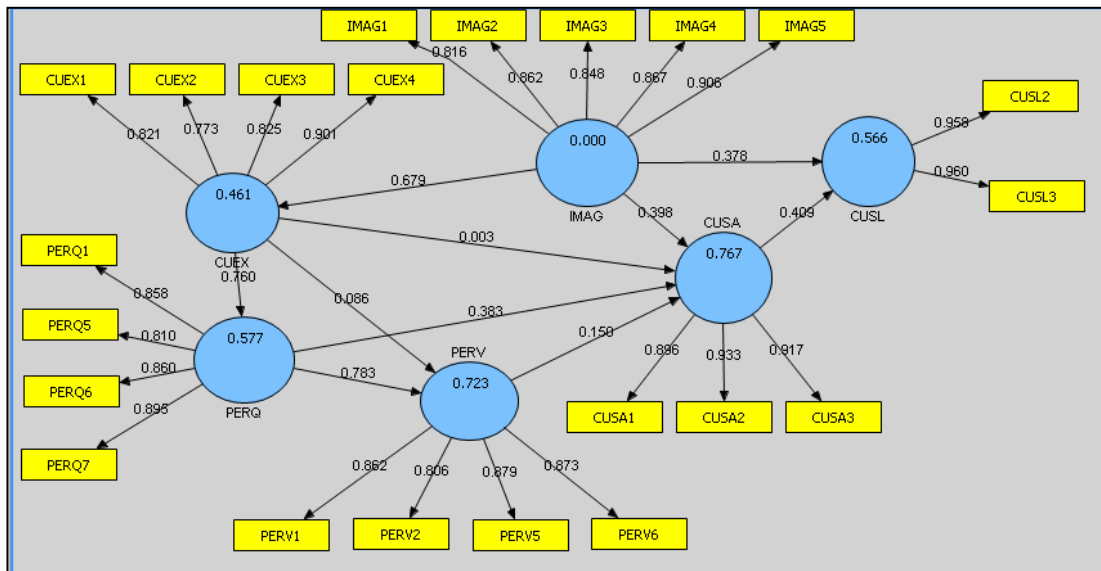 IMAG1
IMAG2
IMAG3
IMAG4
IMAG5
0.816
0.862
0.848
0.867
0.906
CUEX1
CUEX2
CUEX3
CUEX4
0.821
0.773
0.825
0.901
CUSL2
0.958
0.960
CUSL3
0.000
IMAG
0.378
0.566
CUSL
0.679
0.461
CUEX
0.398
0.409
CUSA
0.767
0.003
0.760
0.086
PERQ1
PERQ5
PERQ6
PERQ7
0.858
0.810
0.860
0.895
0.577
PERQ
0.383
0.783
0.150
PERV
0.723
0.896
0.933
0.917
CUSA1
CUSA2
CUSA3
0.862
0.806
0.879
0.873
PERV1
PERV2
PERV5
PERV6